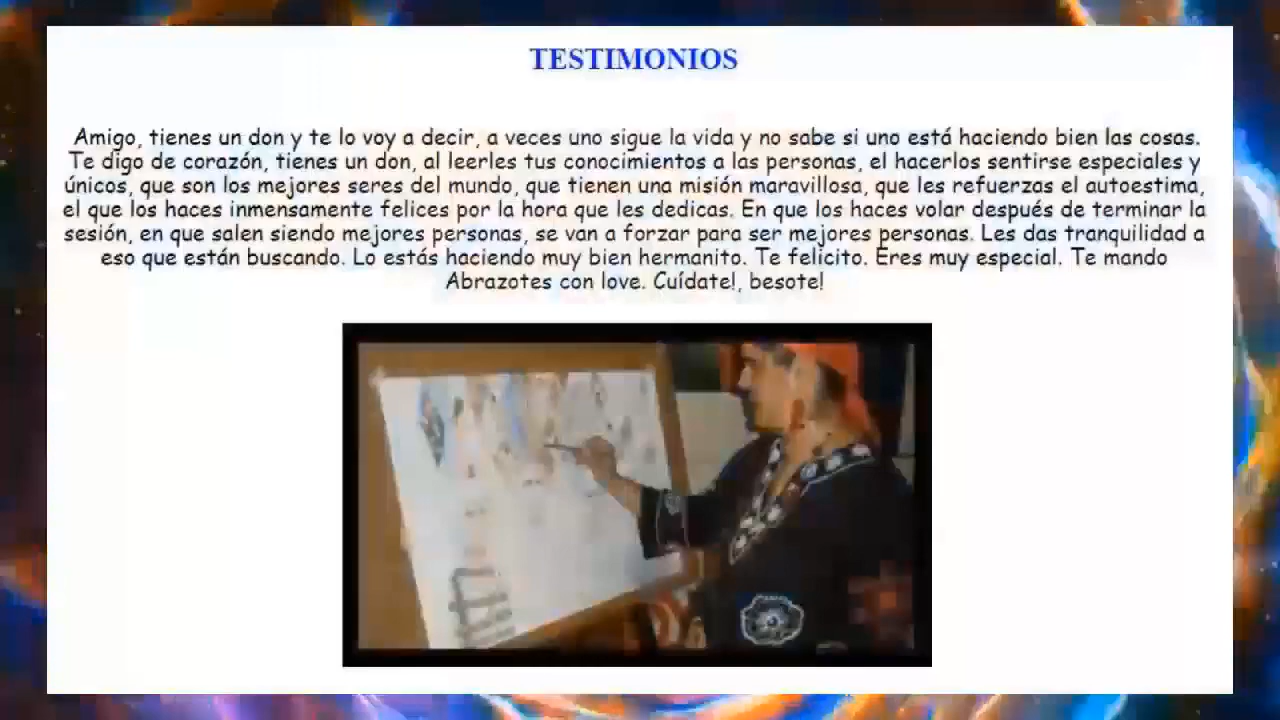 TESTIMONIOS
Amigo, tienes un don y te lo voy a decir, a veces uno sigue la vida y no sabe si uno está haciendo bien las cosas.
Te digo de corazón, tienes un don, al leerles tus conocimientos a las personas, el hacerlos sentirse especiales y
únicos, que son los mejores seres del mundo, que tienen una misión maravillosa, que les refuerzas el autoestima,
el que los haces inmensamente felices por la hora que les dedicas. En que los haces volar después de terminar la
sesión, en que salen siendo mejores personas, se van a forzar para ser mejores personas. Les das tranquilidad a
eso que están buscando. Lo estás haciendo muy bien hermanito. Te felicito. Eres muy especial. Te mando
Abrazotes con love. Cuídate!, besote!